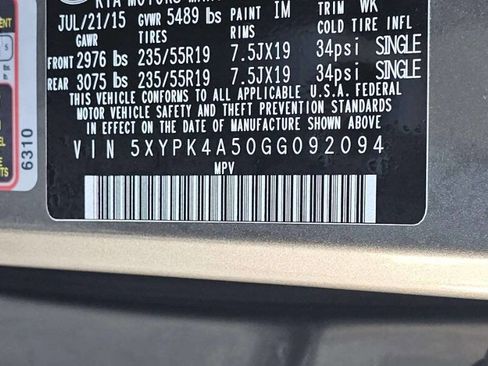 KIA MOTORS
JUL/21/15 GVWR 5489 lbs PAINT IM TRIM WK
GAWR TIRES RIMS COLD TIRE INFL
FRONT 2976 lbs 235/55R19 7.5JX19 34psi SINGLE
REAR 3075 lbs 235/55R19 7.5JX19 34psi SINGLE
THIS VEHICLE CONFORMS TO ALL APPLICABLE U.S.A. FEDERAL
MOTOR VEHICLE SAFETY AND THEFT PREVENTION STANDARDS
IN EFFECT ON THE DATE OF MANUFACTURE SHOWN ABOVE.
VIN 5XYPK4A50GG092094
MPV
6310